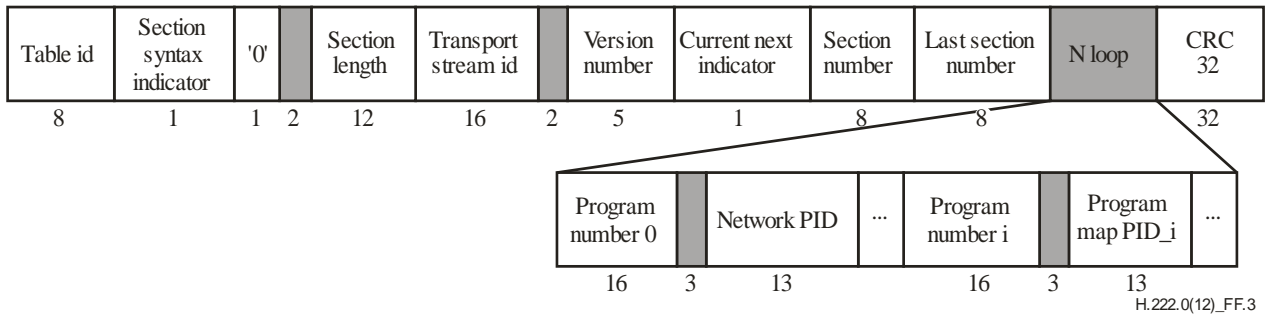 Table id
Section
syntax
indicator
'0'
Section
length
Transport
stream id
Version
number
Current next
indicator
Section
number
Last section
number
N loop
CRC
32
8 1 1 2 12 16 2 5 1 8 8 32
Program
number 0
Network PID
...
Program
number i
Program
map PID_i
...
16 3 13 16 3 13
H.222.0(12)_FF.3